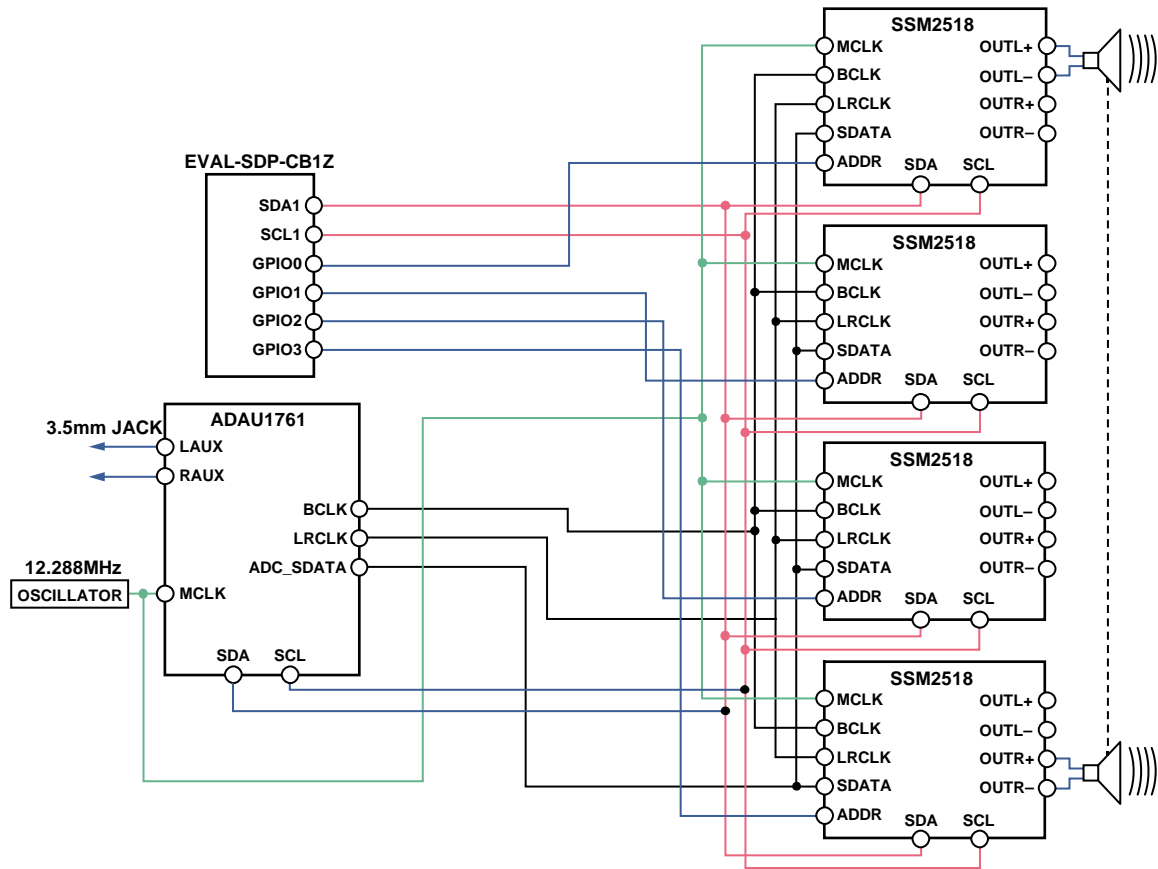 EVAL-SDP-CB1Z
SDA1
SCL1
GPIO0
GPIO1
GPIO2
GPIO3
ADAU1761
3.5mm JACK
LAUX
RAUX
BCLK
LRCLK
ADC_SDATA
12.288MHz
OSCILLATOR
MCLK
SDA SCL
SSM2518
MCLK OUTL+
BCLK OUTL–
LRCLK OUTR+
SDATA OUTR–
ADDR SDA SCL
SSM2518
MCLK OUTL+
BCLK OUTL–
LRCLK OUTR+
SDATA OUTR–
ADDR SDA SCL
SSM2518
MCLK OUTL+
BCLK OUTL–
LRCLK OUTR+
SDATA OUTR–
ADDR SDA SCL
SSM2518
MCLK OUTL+
BCLK OUTL–
LRCLK OUTR+
SDATA OUTR–
ADDR SDA SCL